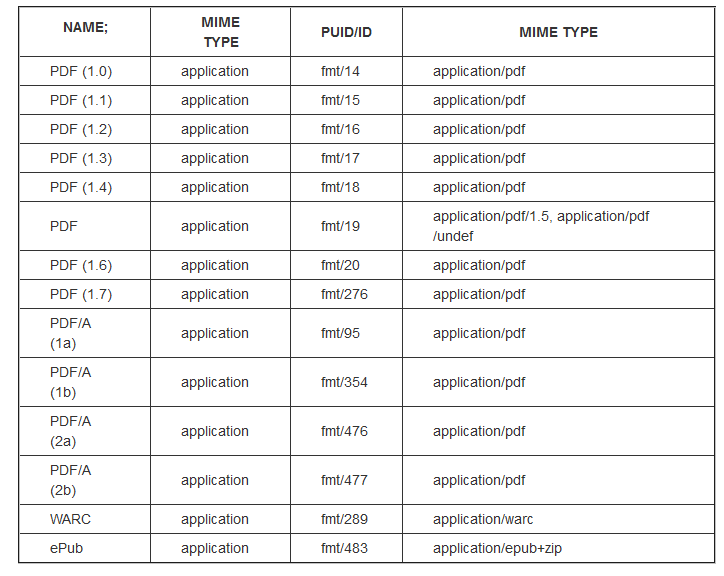 NAME; MIME TYPE PUID/ID MIME TYPE
PDF (1.0) application fmt/14 application/pdf
PDF (1.1) application fmt/15 application/pdf
PDF (1.2) application fmt/16 application/pdf
PDF (1.3) application fmt/17 application/pdf
PDF (1.4) application fmt/18 application/pdf
PDF application fmt/19 application/pdf/1.5, application/pdf
/undef
PDF (1.6) application fmt/20 application/pdf
PDF (1.7) application fmt/276 application/pdf
PDF/A
(1a) application fmt/95 application/pdf
PDF/A
(1b) application fmt/354 application/pdf
PDF/A
(2a) application fmt/476 application/pdf
PDF/A
(2b) application fmt/477 application/pdf
WARC application fmt/289 application/warc
ePub application fmt/483 application/epub+zip